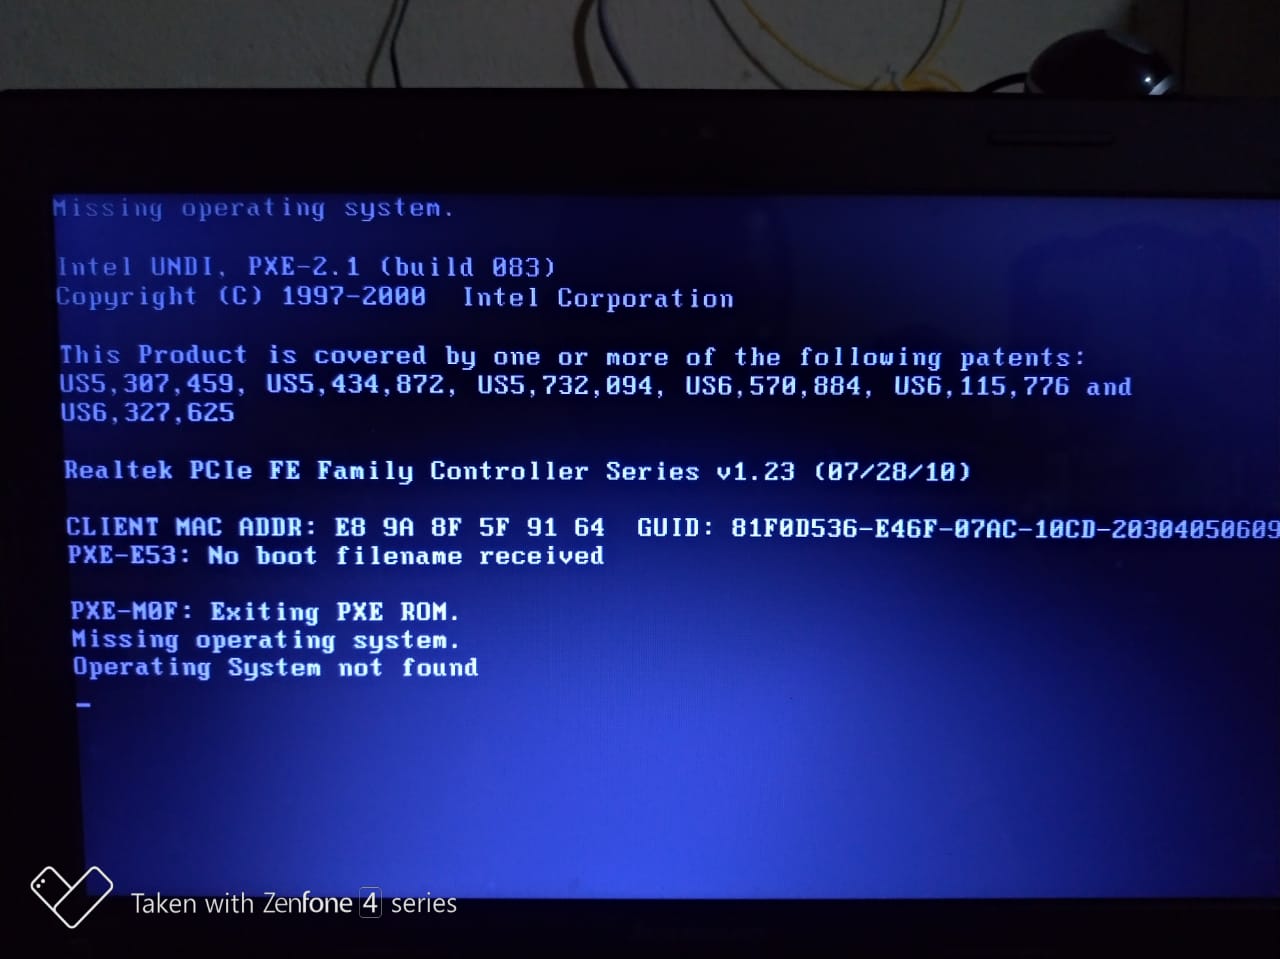 Missing operating system.
Intel UNDI, PXE-2.1 (build 083)
Copyright (C) 1997-2000 Intel Corporation
This Product is covered by one or more of the following patents:
US5,307,459, US5,434,872, US5,732,094, US6,570,884, US6,115,776 and
US6,327,625
Realtek PCIe FE Family Controller Series v1.23 (07/28/10)
CLIENT MAC ADDR: E8 9A 8F 5F 91 64 GUID: 81F0D536-E46F-07AC-10CD-20304050609
PXE-E53: No boot filename received
PXE-M0F: Exiting PXE ROM.
Missing operating system.
Operating System not found
Taken with Zenfone 4 series